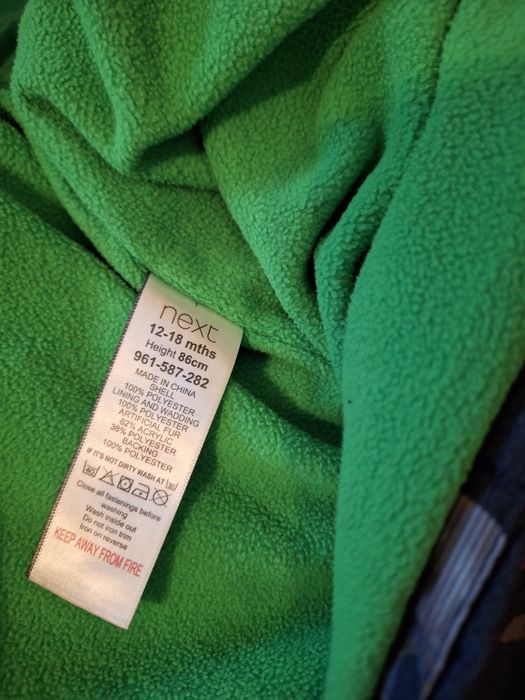 next
12-18 mths
Height 86cm
961-587-282
MADE IN CHINA
SHELL
100% POLYESTER
LINING AND WADDING
100% POLYESTER
ARTIFICIAL FUR
62% ACRYLIC
38% POLYESTER
BACKING
100% POLYESTER
IF IT'S NOT DIRTY WASH AT 30
40
Close all fastenings before
washing
Wash inside out
Do not iron trim
Iron on reverse
KEEP AWAY FROM FIRE